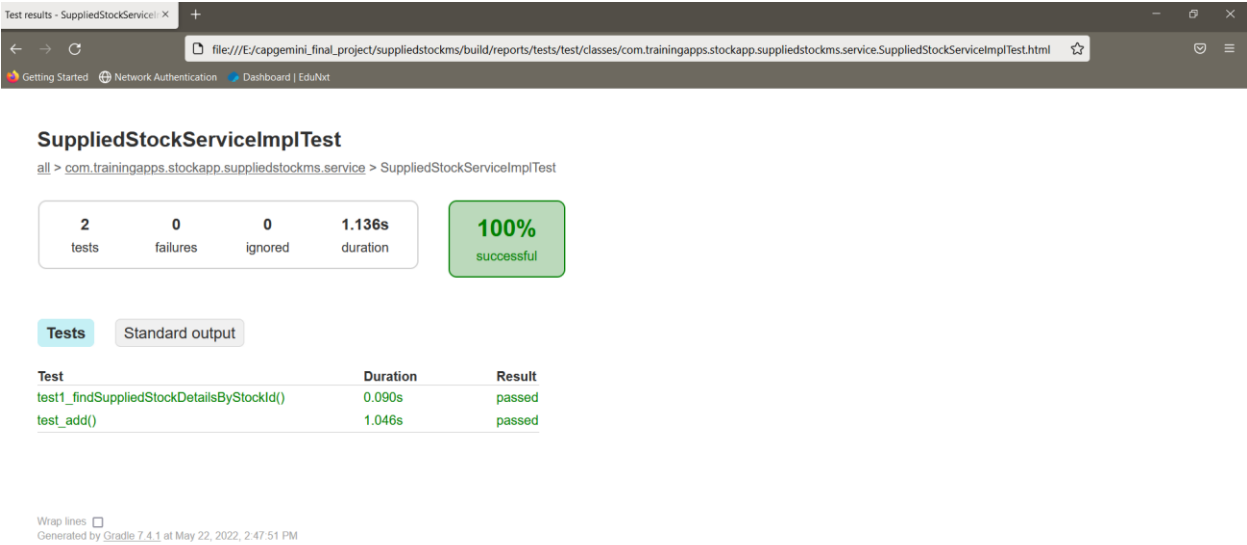 Test results - SuppliedStockServiceI
file:///E:/capgemini_final_project/suppliedstockms/build/reports/tests/test/classes/com.trainingapps.stockapp.suppliedstockms.service.SuppliedStockServiceImplTest.html
Getting Started Network Authentication Dashboard | EduNxt
SuppliedStockServiceImplTest
all > com.trainingapps.stockapp.suppliedstockms.service > SuppliedStockServiceImplTest
2 0 0 1.136s
tests failures ignored duration
100%
successful
Tests Standard output
Test Duration Result
test1_findSuppliedStockDetailsByStockId() 0.090s passed
test_add() 1.046s passed
Wrap lines
Generated by Gradle 7.4.1 at May 22, 2022, 2:47:51 PM